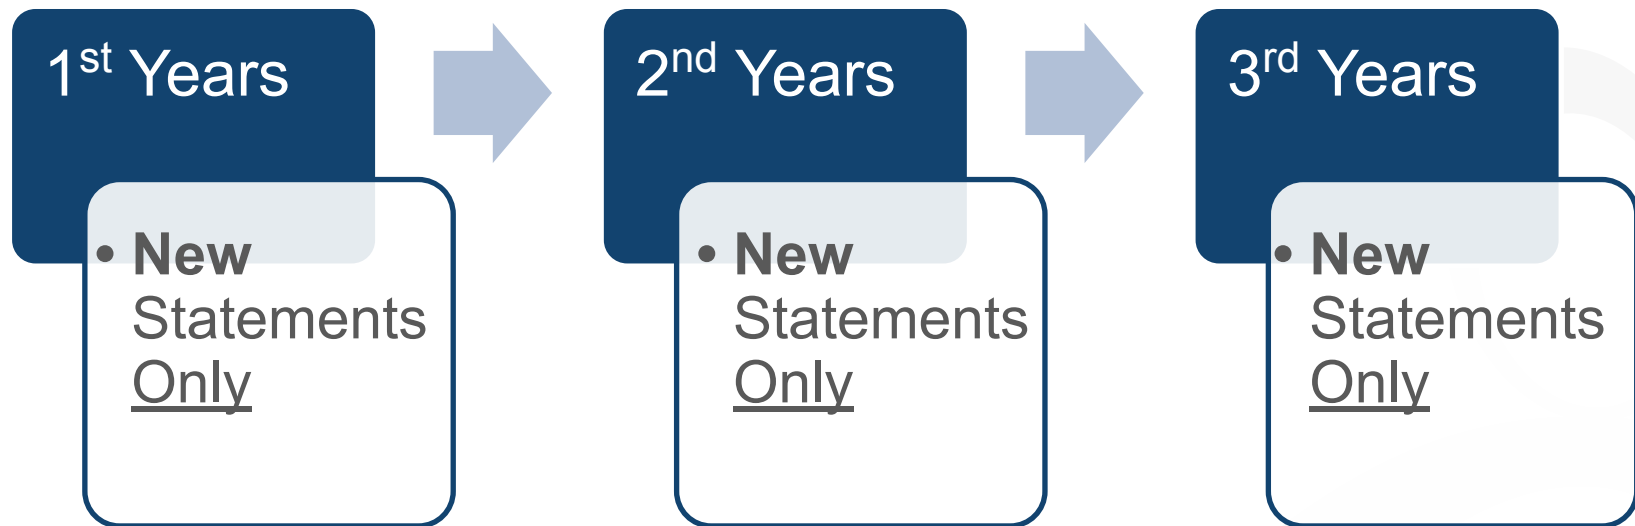 1st Years
• New
Statements
Only
2nd Years
• New
Statements
Only
3rd Years
• New
Statements
Only